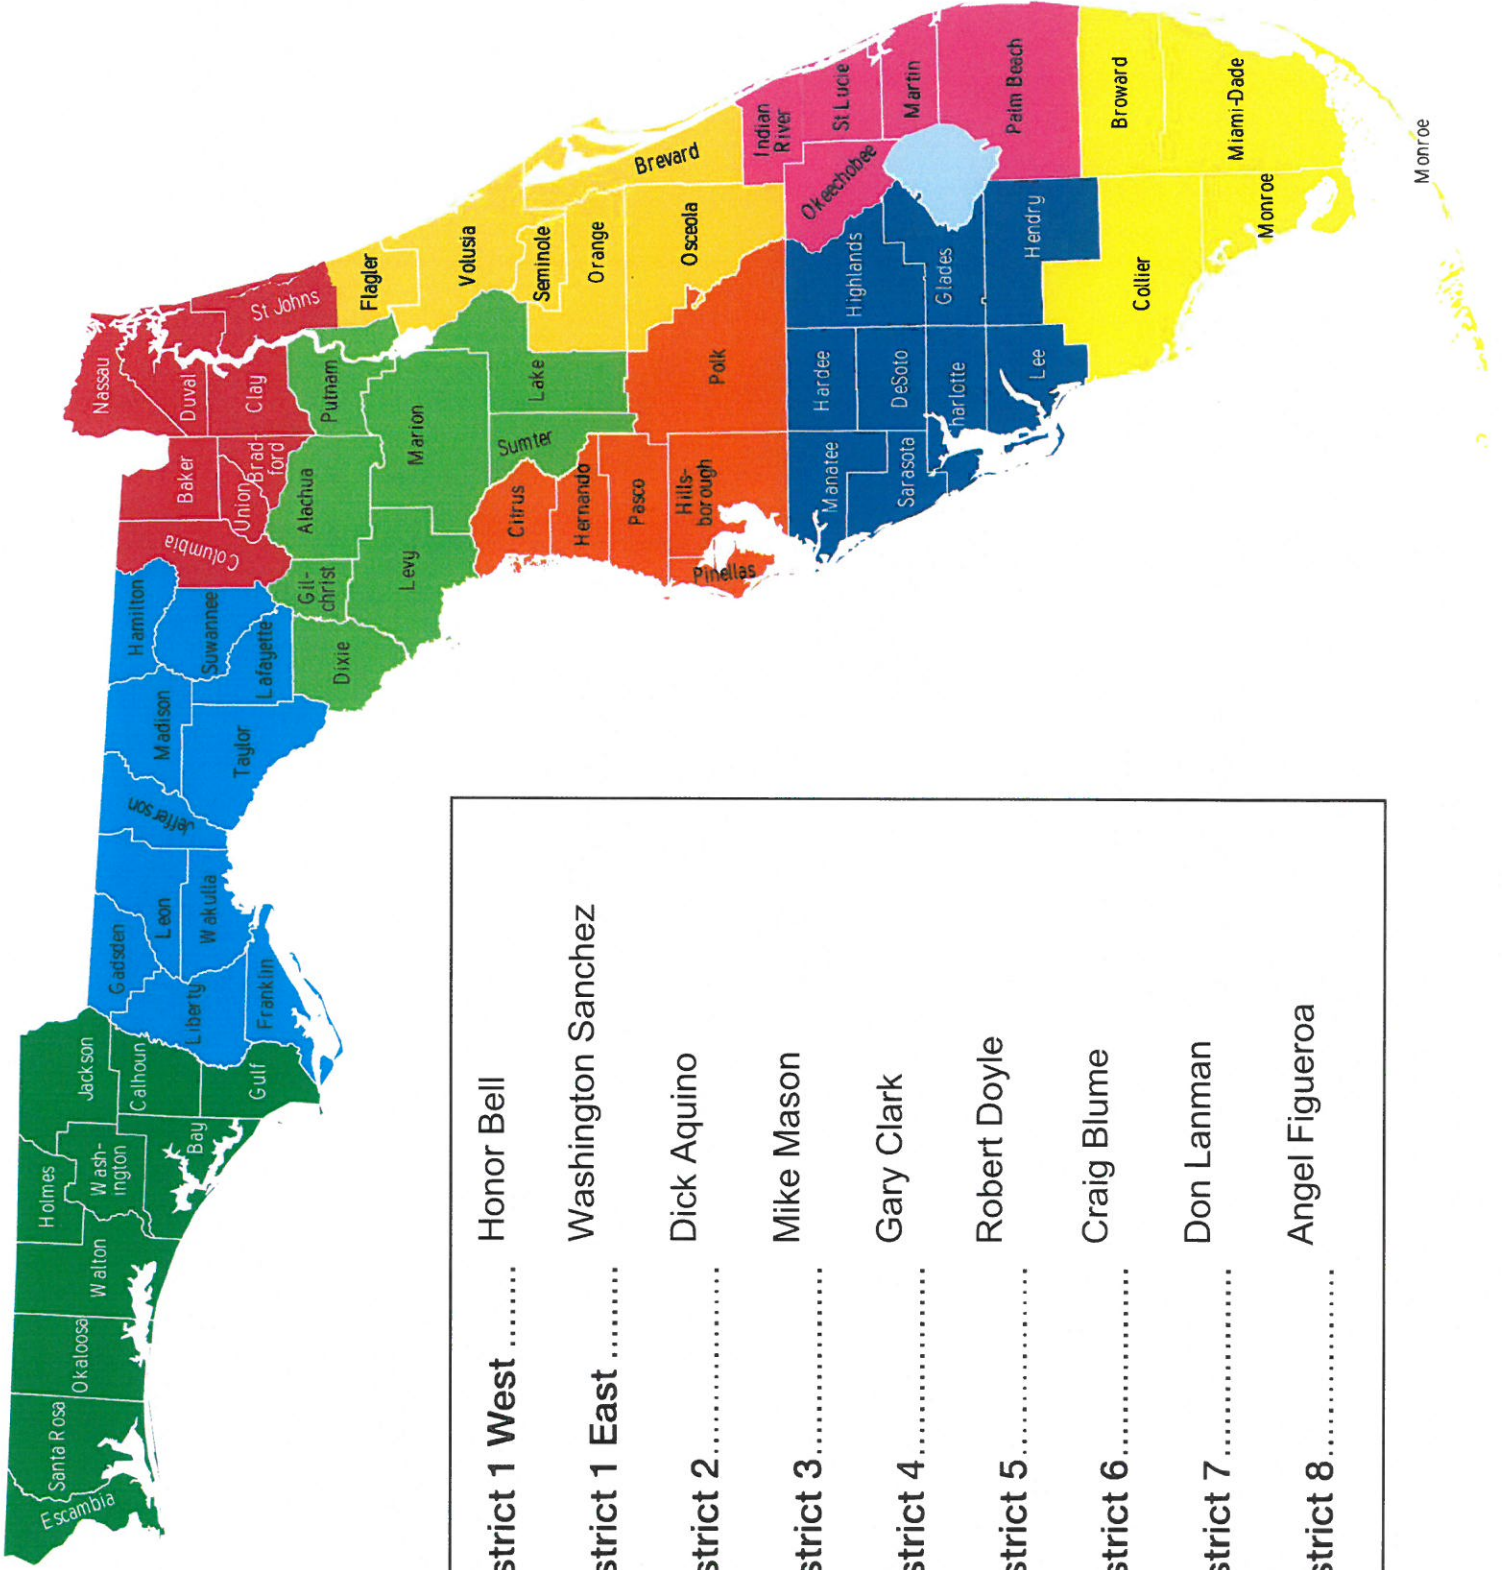 Escambia
Santa Rosa
Okaloosa
Walton
Holmes
Wash-
ington
Bay
Jackson
Calhoun
Gulf
Gadsden
Liberty
Franklin
Leon
Wakulla
Jefferson
Madison
Taylor
Hamilton
Suwannee
Lafayette
Columbia
Baker
Union
Brad-
ford
Nassau
Duval
Clay
St Johns
Dixie
Gil-
christ
Levy
Alachua
Putnam
Marion
Sumter
Lake
Flagler
Volusia
Seminole
Orange
Brevard
Osceola
Citrus
Hernando
Pasco
Pinellas
Hills-
borough
Polk
Indian
River
Okeechobee
St Lucie
Martin
Palm Beach
Manatee
Hardee
Highlands
Sarasota
DeSoto
Glades
harlotte
Lee
Hendry
Collier
Broward
Miami-Dade
Monroe
Monroe
strict 1 West ........ Honor Bell
strict 1 East ........ Washington Sanchez
strict 2.................. Dick Aquino
strict 3.................. Mike Mason
strict 4.................. Gary Clark
strict 5.................. Robert Doyle
strict 6.................. Craig Blume
strict 7.................. Don Lanman
strict 8.................. Angel Figueroa